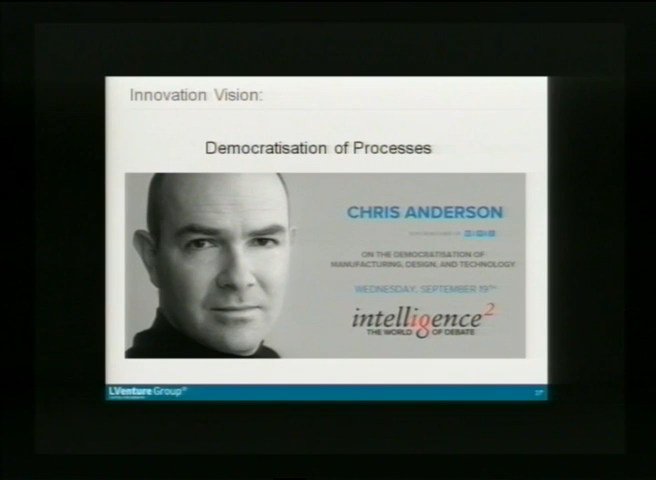 Innovation Vision:
Democratisation of Processes
CHRIS ANDERSON
ON THE DEMOCRATISATION OF
MANUFACTURING, DESIGN, AND TECHNOLOGY
WEDNESDAY, SEPTEMBER 19TH
intelligence2
THE WORLD OF DEBATE
LVenture Group